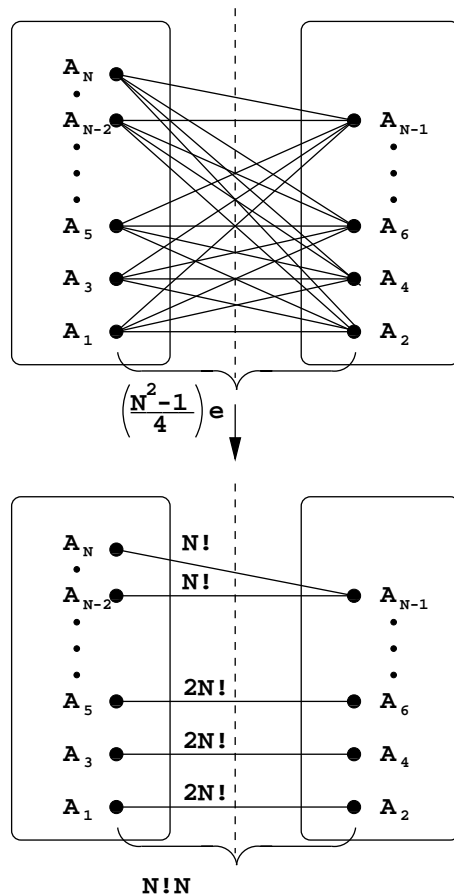 A_N
A_{N-2} A_{N-1}
A_5 A_6
A_3 A_4
A_1 A_2
(N^2-1/4)e
A_N N!
A_{N-2} N! A_{N-1}
A_5 2N! A_6
A_3 2N! A_4
A_1 2N! A_2
N!N